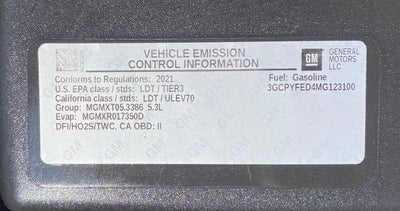 VEHICLE EMISSION
CONTROL INFORMATION
GM
GENERAL
MOTORS
LLC
Conforms to Regulations: 2021
U.S. EPA class / stds: LDT / TIER3
California class / stds: LDT / ULEV70
Group: MGMXT05.3386 5.3L
Evap: MGMXR017350D
DFI/HO2S/TWC, CA OBD: II
Fuel: Gasoline
3GCPYFED4MG123100